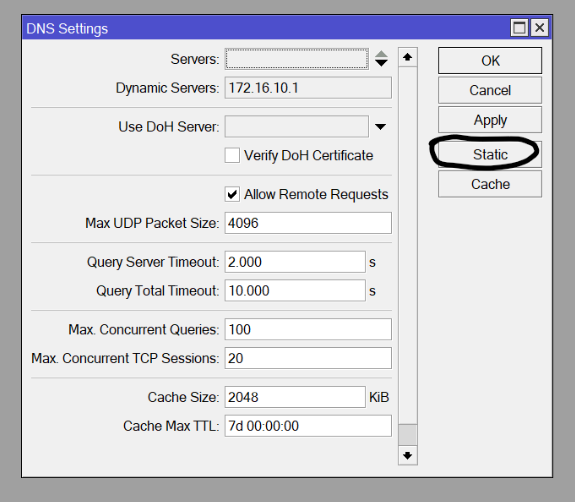 DNS Settings
Servers:
Dynamic Servers: 172.16.10.1
Use DoH Server:
Verify DoH Certificate
Allow Remote Requests
Max UDP Packet Size: 4096
Query Server Timeout: 2.000 s
Query Total Timeout: 10.000 s
Max. Concurrent Queries: 100
Max. Concurrent TCP Sessions: 20
Cache Size: 2048 KiB
Cache Max TTL: 7d 00:00:00
OK
Cancel
Apply
Static
Cache